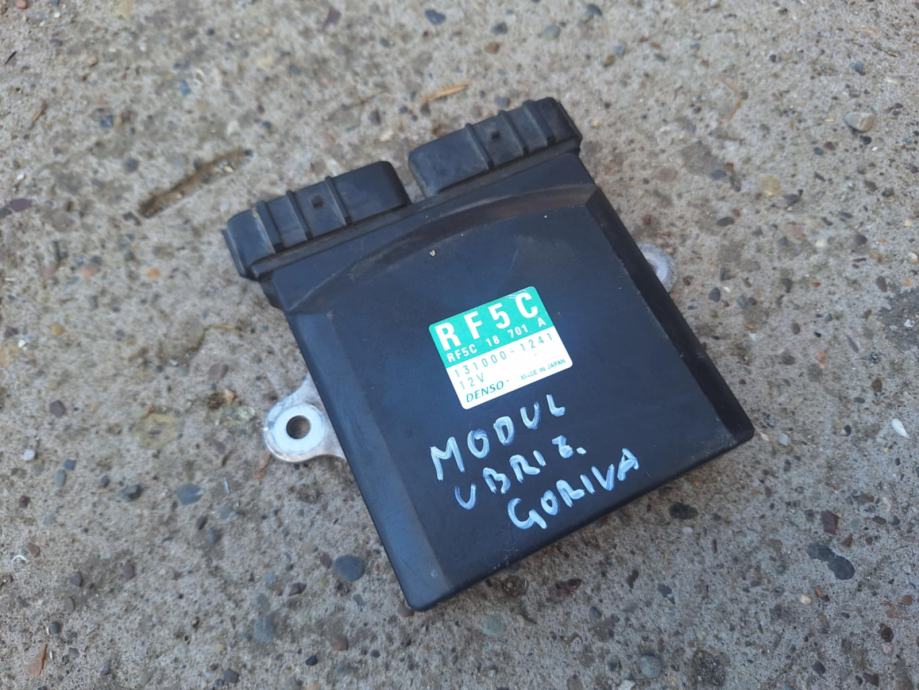 RF5C
RF5C 18 701 A
131000-1241
12V
DENSO MADE IN JAPAN
MODUL
UBRIZ.
GORIVA